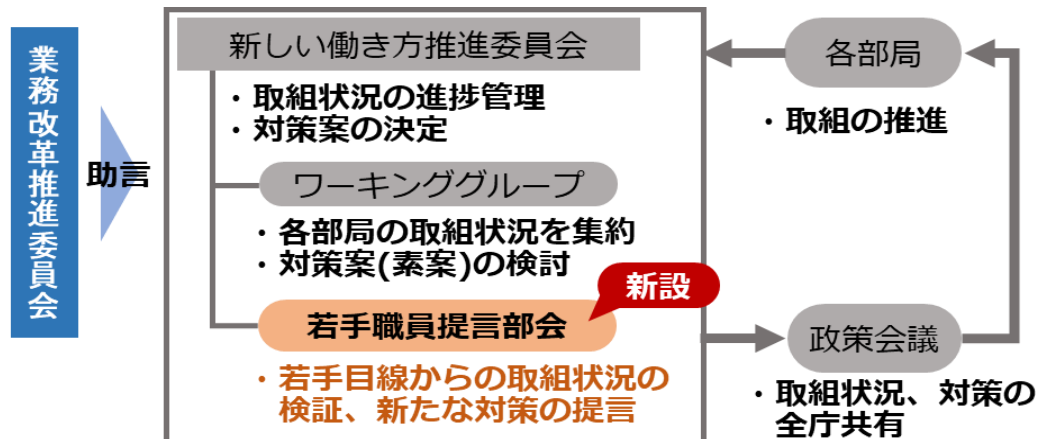 業務改革推進委員会
助言
新しい働き方推進委員会
・取組状況の進捗管理
・対策案の決定
ワーキンググループ
・各部局の取組状況を集約
・対策案(素案)の検討
新設
若手職員提言部会
・若手目線からの取組状況の
検証、新たな対策の提言
各部局
・取組の推進
政策会議
・取組状況、対策の
全庁共有